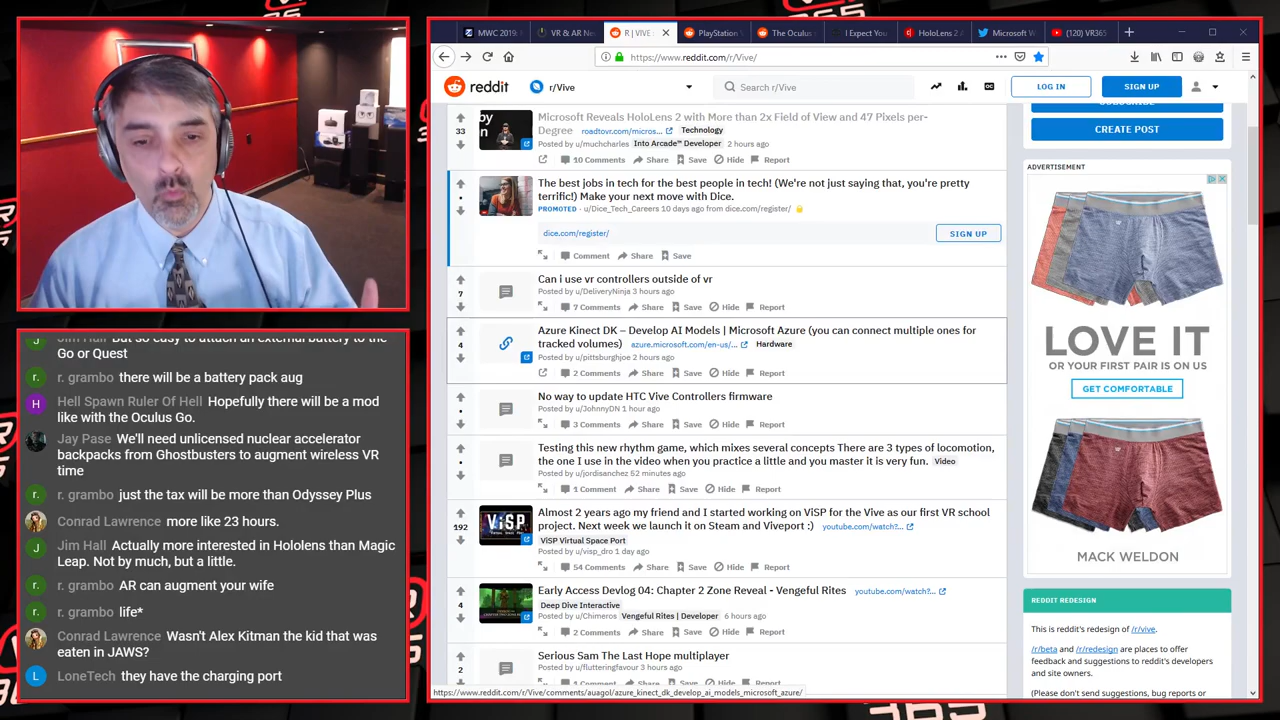 MWC 2019:
VR & AR Ne
R | VIVE
PlayStation
The Oculus
I Expect You
HoloLens 2
Microsoft W
(120) VR365
https://www.reddit.com/r/Vive/
reddit
r/Vive
Search r/Vive
LOG IN
SIGN UP
33
Microsoft Reveals HoloLens 2 with More than 2x Field of View and 47 Pixels per-
Degree roadtovr.com/micros... Technology
Posted by u/muchcharles Into Arcade™ Developer 2 hours ago
10 Comments Share Save Hide Report
The best jobs in tech for the best people in tech! (We're not just saying that, you're pretty
terrific!) Make your next move with Dice.
PROMOTED · u/Dice_Tech_Careers 10 days ago from dice.com/register/
dice.com/register/
SIGN UP
Comment Share Save
7
Can i use vr controllers outside of vr
Posted by u/DeliveryNinja 3 hours ago
7 Comments Share Save Hide Report
4
Azure Kinect DK – Develop AI Models | Microsoft Azure (you can connect multiple ones for
tracked volumes) azure.microsoft.com/en-us/... Hardware
Posted by u/pittsburghjoe 2 hours ago
2 Comments Share Save Hide Report
No way to update HTC Vive Controllers firmware
Posted by u/JohnnyDN 1 hour ago
3 Comments Share Save Hide Report
Testing this new rhythm game, which mixes several concepts There are 3 types of locomotion,
the one I use in the video when you practice a little and you master it is very fun. Video
Posted by u/jordisanchez 52 minutes ago
1 Comment Share Save Hide Report
192
ViSP
Almost 2 years ago my friend and I started working on ViSP for the Vive as our first VR school
project. Next week we launch it on Steam and Viveport :) youtube.com/watch?...
ViSP Virtual Space Port
Posted by u/visp_dro 1 day ago
54 Comments Share Save Hide Report
4
Early Access Devlog 04: Chapter 2 Zone Reveal - Vengeful Rites youtube.com/watch?...
Deep Dive Interactive
Posted by u/Chimeros Vengeful Rites | Developer 6 hours ago
2 Comments Share Save Hide Report
2
Serious Sam The Last Hope multiplayer
Posted by u/flutteringfavour 3 hours ago
1 Comment Share Save Hide Report
https://www.reddit.com/r/Vive/comments/auagol/azure_kinect_dk_develop_ai_models_microsoft_azure/
SUBSCRIBE
CREATE POST
ADVERTISEMENT
LOVE IT
OR YOUR FIRST PAIR IS ON US
GET COMFORTABLE
MACK WELDON
REDDIT REDESIGN
This is reddit's redesign of /r/vive.
/r/beta and /r/redesign are places to offer
feedback and suggestions to reddit's developers
and site owners.
(Please don't send suggestions, bug reports or
Jim Hall But so easy to attach an external battery to the
Go or Quest
r. grambo there will be a battery pack aug
Hell Spawn Ruler Of Hell Hopefully there will be a mod
like with the Oculus Go.
Jay Pase We'll need unlicensed nuclear accelerator
backpacks from Ghostbusters to augment wireless VR
time
r. grambo just the tax will be more than Odyssey Plus
Conrad Lawrence more like 23 hours.
Jim Hall Actually more interested in Hololens than Magic
Leap. Not by much, but a little.
r. grambo AR can augment your wife
r. grambo life*
Conrad Lawrence Wasn't Alex Kitman the kid that was
eaten in JAWS?
LoneTech they have the charging port